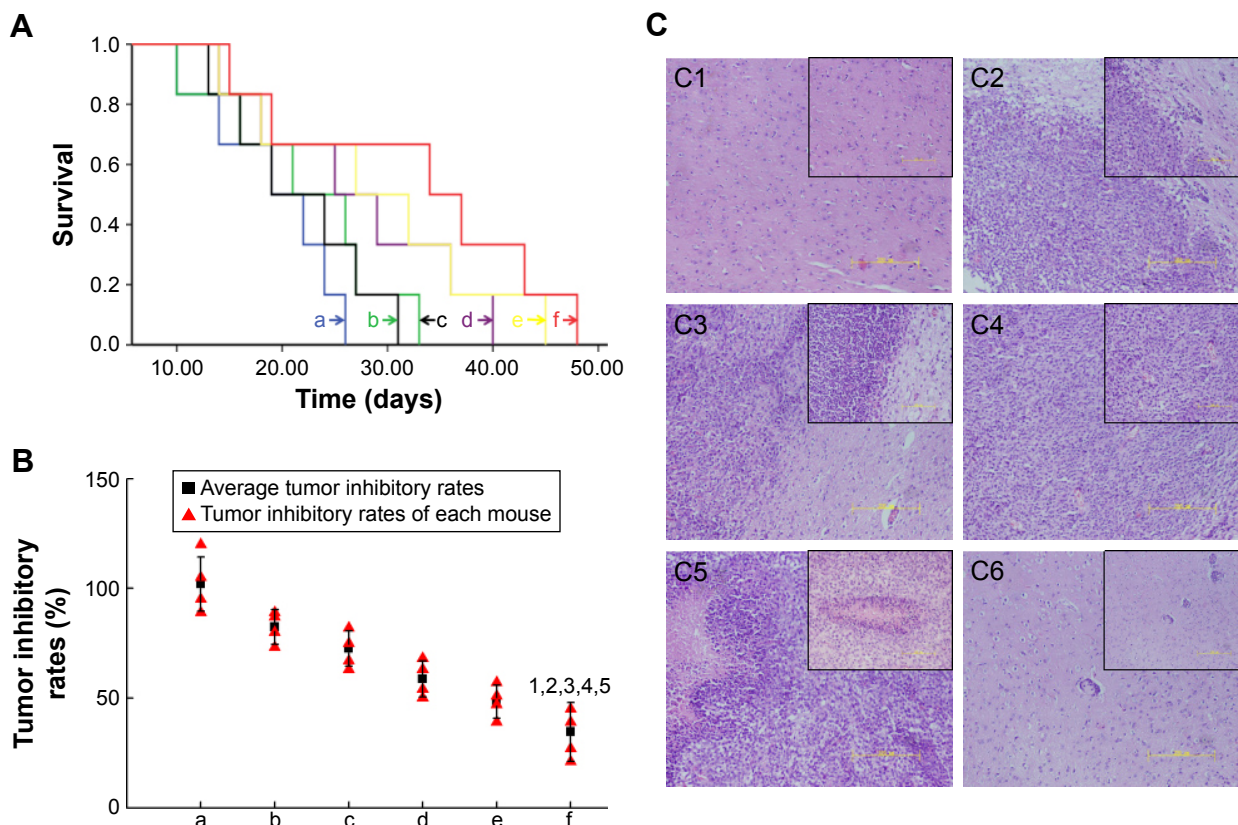 A
1.0
0.8
0.6
0.4
0.2
0.0
Survival
a
b
c
d
e
f
10.00 20.00 30.00 40.00 50.00
Time (days)
B
150
100
50
0
Tumor inhibitory
rates (%)
Average tumor inhibitory rates
Tumor inhibitory rates of each mouse
1,2,3,4,5
a b c d e f
C
C1
C2
C3
C4
C5
C6